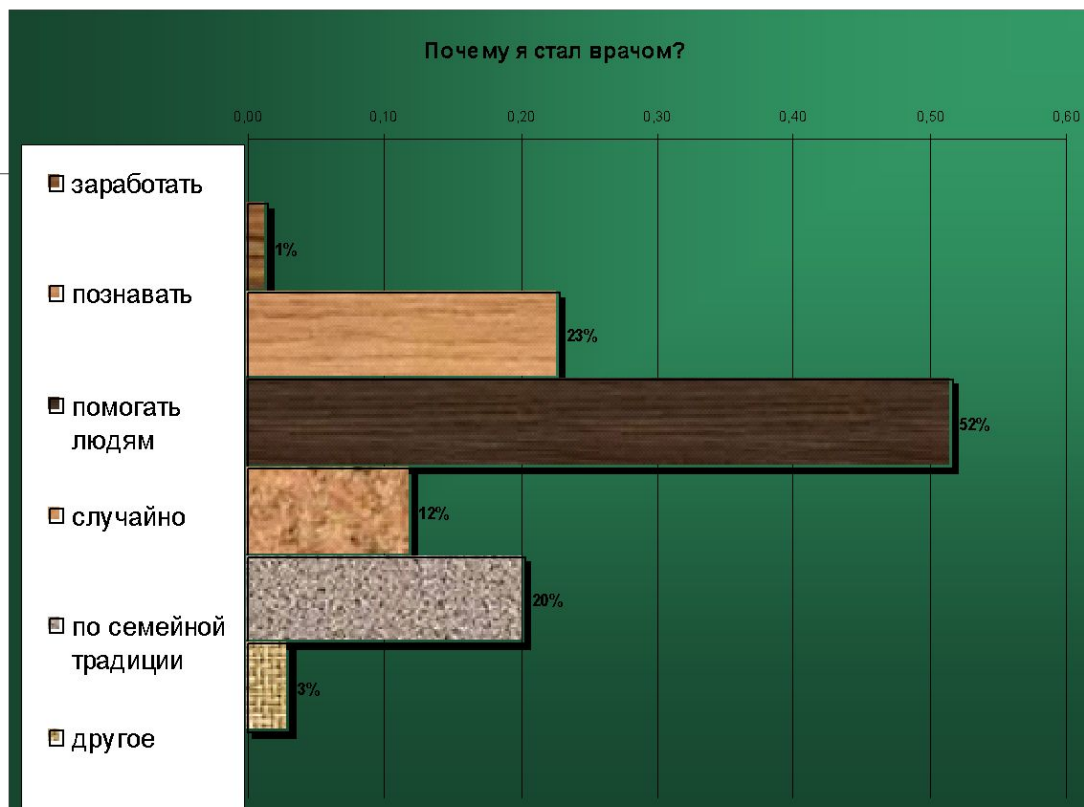 Почему я стал врачом?
0,00 0,10 0,20 0,30 0,40 0,50 0,60
заработать
1%
познавать
23%
помогать
людям
52%
случайно
12%
по семейной
традиции
20%
3%
другое